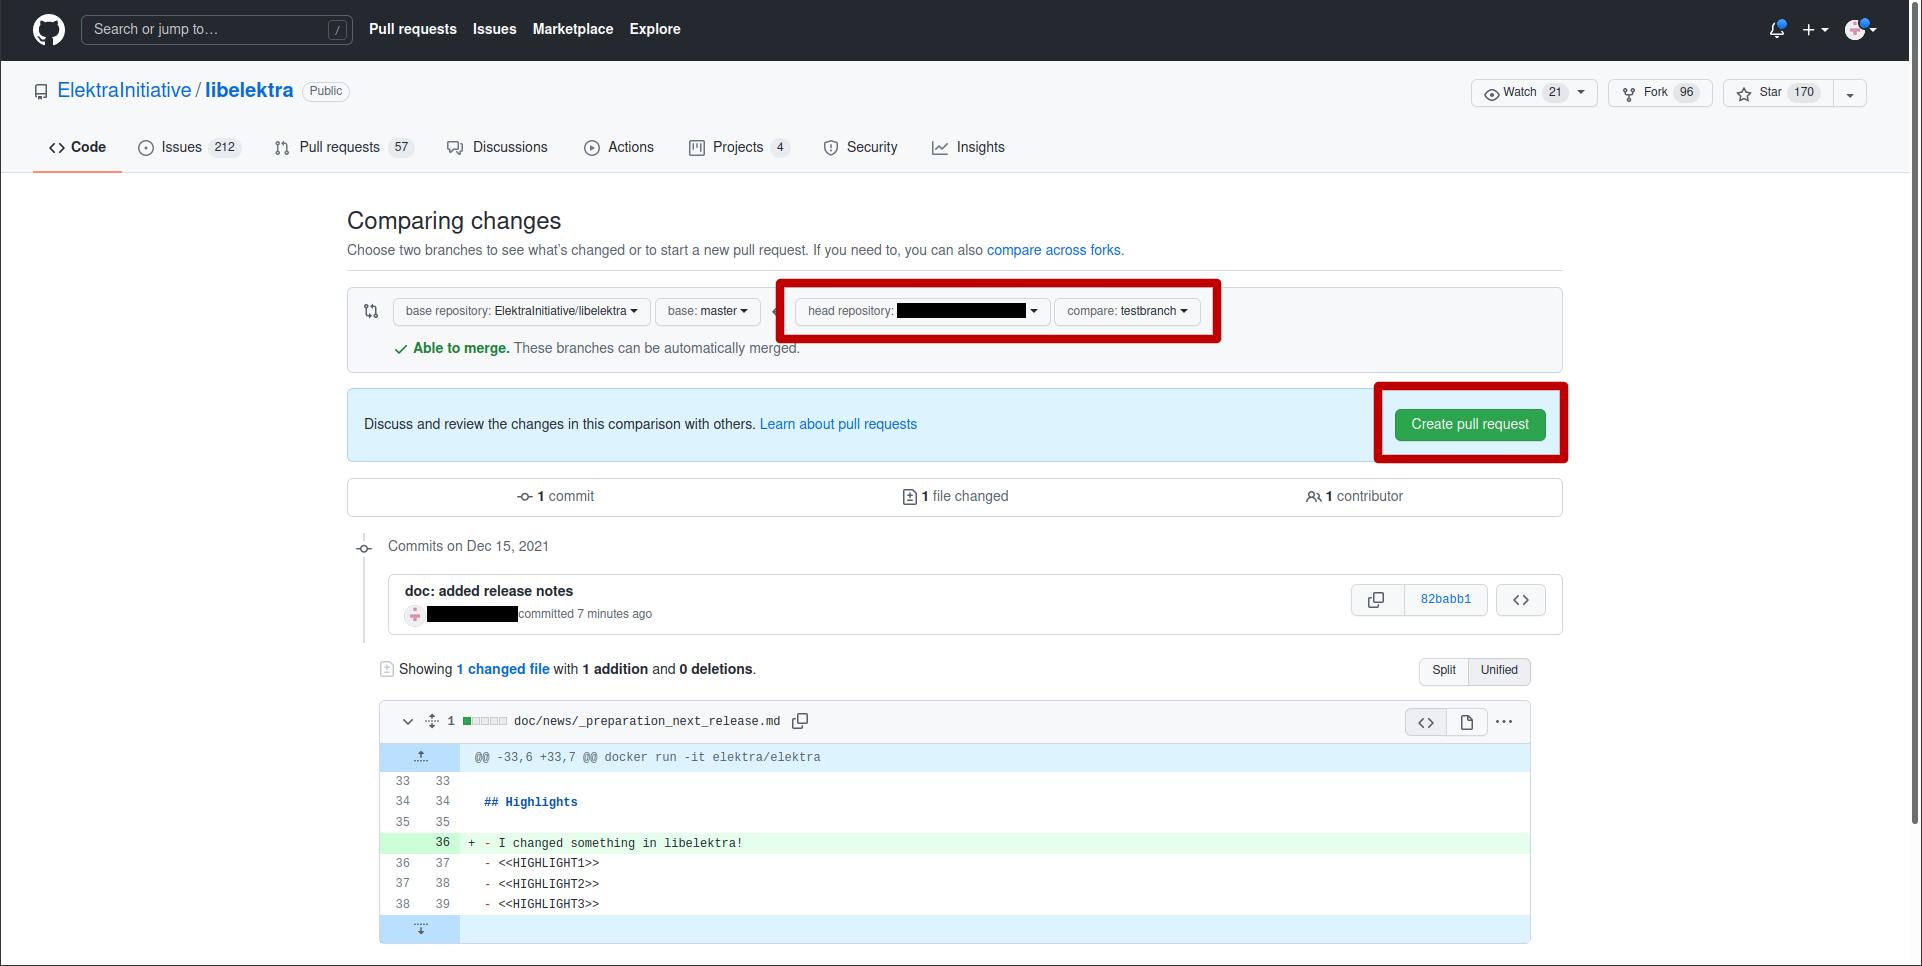 Search or jump to… / Pull requests Issues Marketplace Explore
ElektraInitiative / libelektra Public Watch 21 Fork 96 Star 170
Code Issues 212 Pull requests 57 Discussions Actions Projects 4 Security Insights
Comparing changes
Choose two branches to see what's changed or to start a new pull request. If you need to, you can also compare across forks.
base repository: ElektraInitiative/libelektra base: master head repository: compare: testbranch
Able to merge. These branches can be automatically merged.
Discuss and review the changes in this comparison with others. Learn about pull requests Create pull request
1 commit 1 file changed 1 contributor
Commits on Dec 15, 2021
doc: added release notes
committed 7 minutes ago 82babb1
Showing 1 changed file with 1 addition and 0 deletions. Split Unified
1 doc/news/_preparation_next_release.md
@@ -33,6 +33,7 @@ docker run -it elektra/elektra
33 33
34 34 ## Highlights
35 35
36 + - I changed something in libelektra!
36 37 - <<HIGHLIGHT1>>
37 38 - <<HIGHLIGHT2>>
38 39 - <<HIGHLIGHT3>>